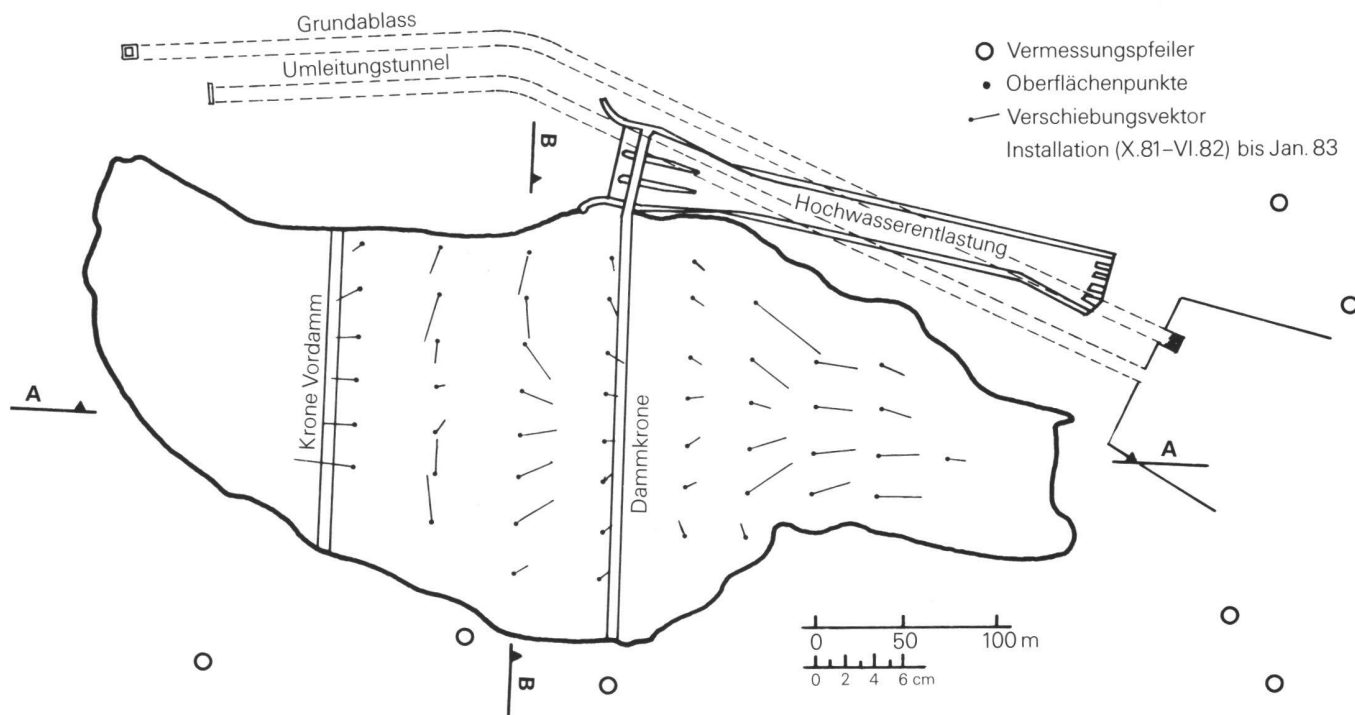 Grundablass
Umleitungstunnel
Vermessungspfeiler
Oberflächenpunkte
Verschiebungsvektor
Installation (X.81–VI.82) bis Jan. 83
B
Hochwasserentlastung
Krone Vordamm
A
Dammkrone
A
B
0 50 100 m
0 2 4 6 cm